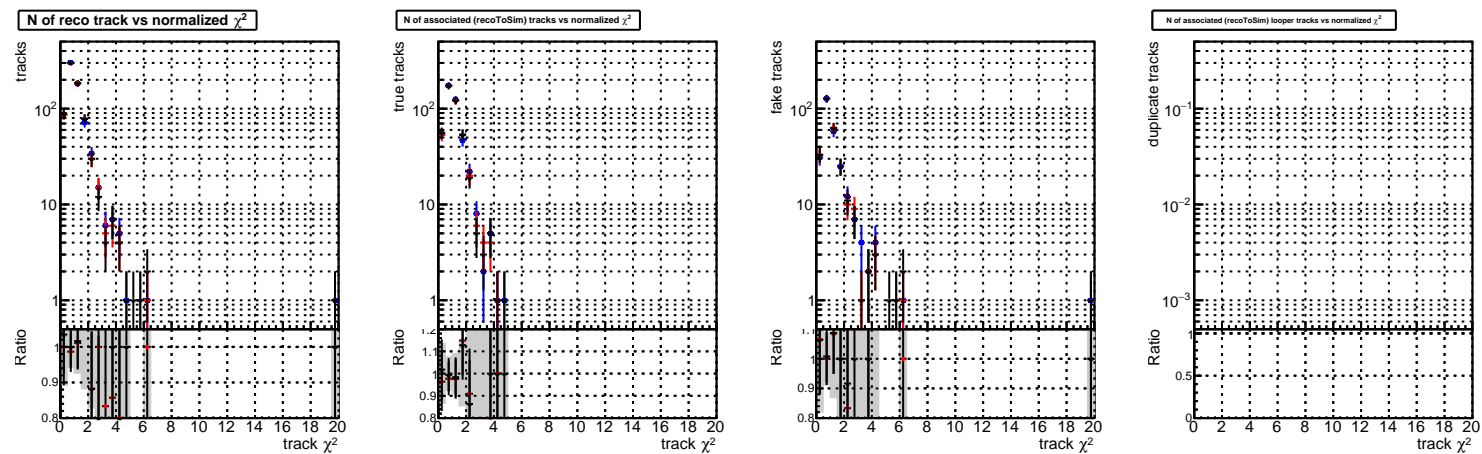 N of reco track vs normalized χ²
tracks
10²
10
1
Ratio
1
0.9
0.8
0 2 4 6 8 10 12 14 16 18 20
track χ²
N of associated (recoToSim) tracks vs normalized χ²
true tracks
10²
10
1
Ratio
1.2
1.1
1
0.9
0.8
0 2 4 6 8 10 12 14 16 18 20
track χ²
N of associated (recoToSim) looper tracks vs normalized χ²
fake tracks
10²
10
1
Ratio
1
0.9
0.8
0 2 4 6 8 10 12 14 16 18 20
track χ²
duplicate tracks
10⁻¹
10⁻²
10⁻³
Ratio
1
0.5
0
0 2 4 6 8 10 12 14 16 18 20
track χ²